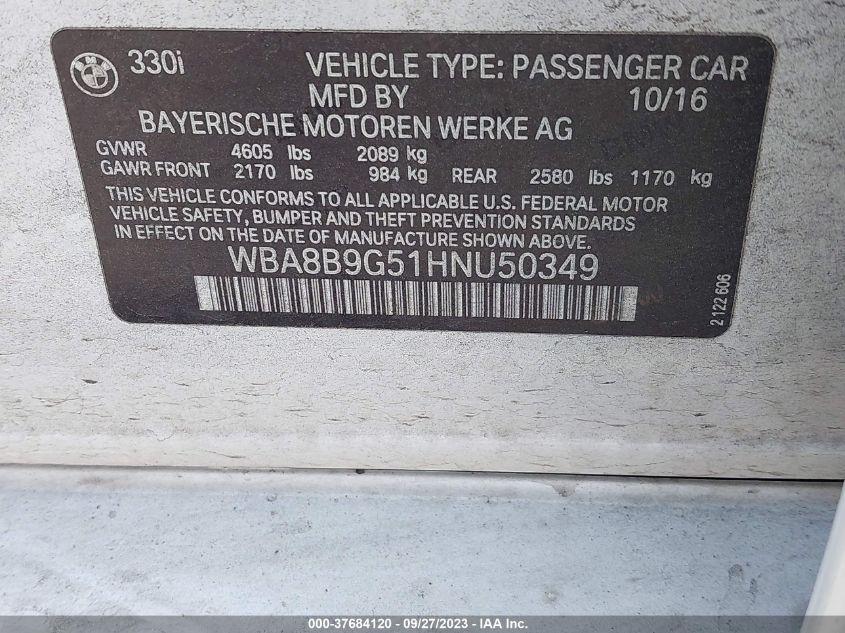 BMW
330i VEHICLE TYPE: PASSENGER CAR
MFD BY 10/16
BAYERISCHE MOTOREN WERKE AG
GVWR 4605 lbs 2089 kg
GAWR FRONT 2170 lbs 984 kg REAR 2580 lbs 1170 kg
THIS VEHICLE CONFORMS TO ALL APPLICABLE U.S. FEDERAL MOTOR
VEHICLE SAFETY, BUMPER AND THEFT PREVENTION STANDARDS
IN EFFECT ON THE DATE OF MANUFACTURE SHOWN ABOVE.
WBA8B9G51HNU50349
2 122 606
000-37684120 - 09/27/2023 - IAA Inc.